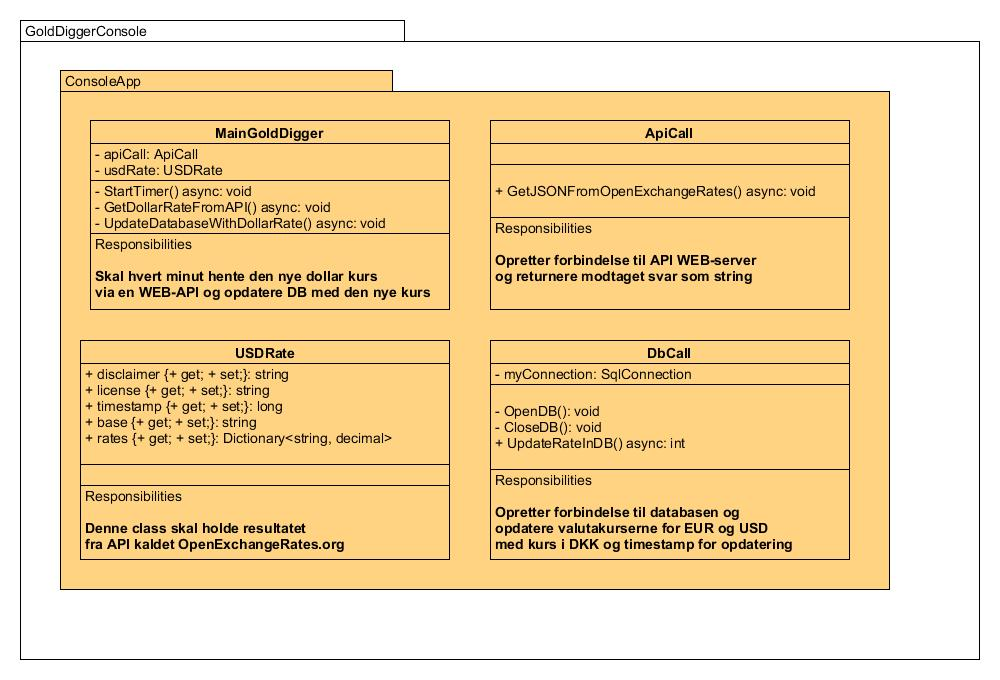 GoldDiggerConsole
ConsoleApp
MainGoldDigger
- apiCall: ApiCall
- usdRate: USDRate
- StartTimer() async: void
- GetDollarRateFromAPI() async: void
- UpdateDatabaseWithDollarRate() async: void
Responsibilities
Skal hvert minut hente den nye dollar kurs
via en WEB-API og opdatere DB med den nye kurs
ApiCall
+ GetJSONFromOpenExchangeRates() async: void
Responsibilities
Opretter forbindelse til API WEB-server
og returnere modtaget svar som string
USDRate
+ disclaimer {+ get; + set;}: string
+ license {+ get; + set;}: string
+ timestamp {+ get; + set;}: long
+ base {+ get; + set;}: string
+ rates {+ get; + set;}: Dictionary<string, decimal>
Responsibilities
Denne class skal holde resultatet
fra API kaldet OpenExchangeRates.org
DbCall
- myConnection: SqlConnection
- OpenDB(): void
- CloseDB(): void
+ UpdateRateInDB() async: int
Responsibilities
Opretter forbindelse til databasen og
opdatere valutakurserne for EUR og USD
med kurs i DKK og timestamp for opdatering